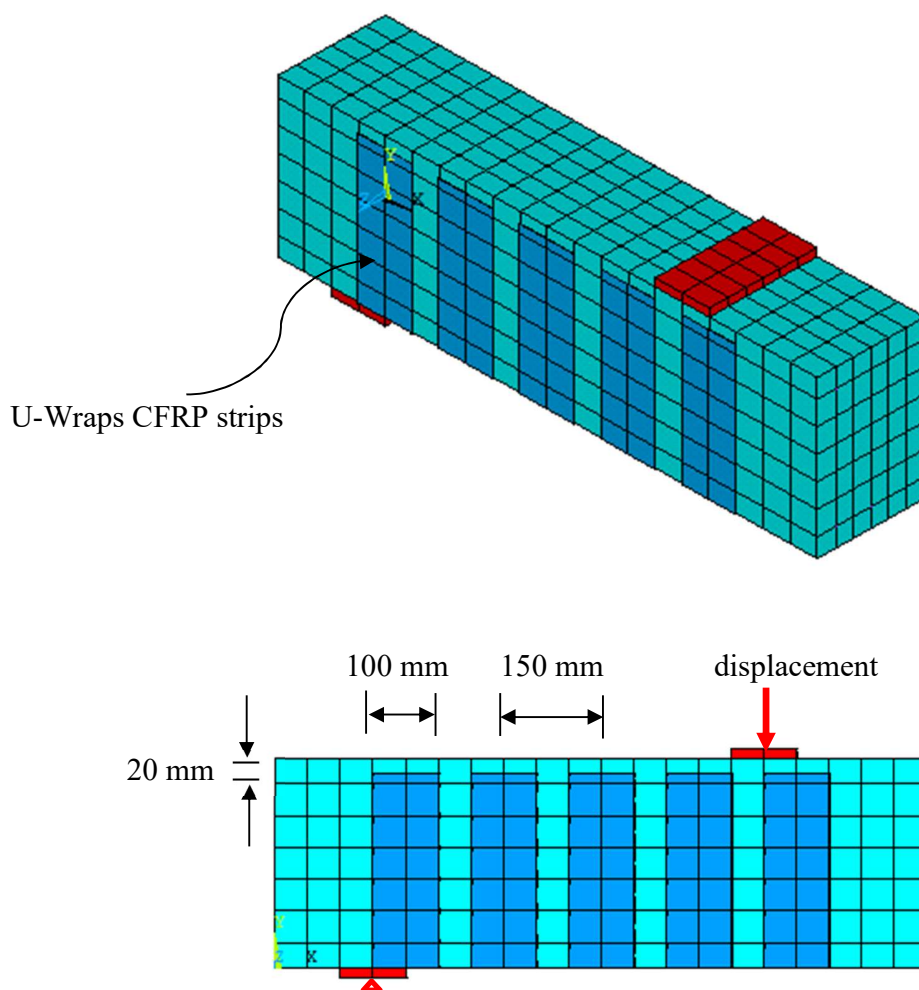 Y
Z X
U-Wraps CFRP strips
100 mm 150 mm displacement
20 mm
Y
Z X